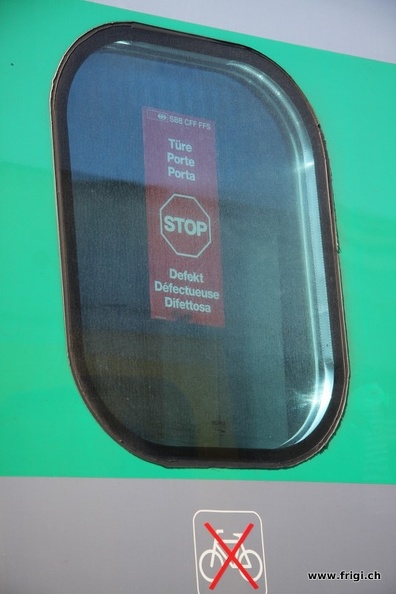 SBB CFF FFS
Türe
Porte
Porta
STOP
Defekt
Défectueuse
Difettosa
www.frigi.ch